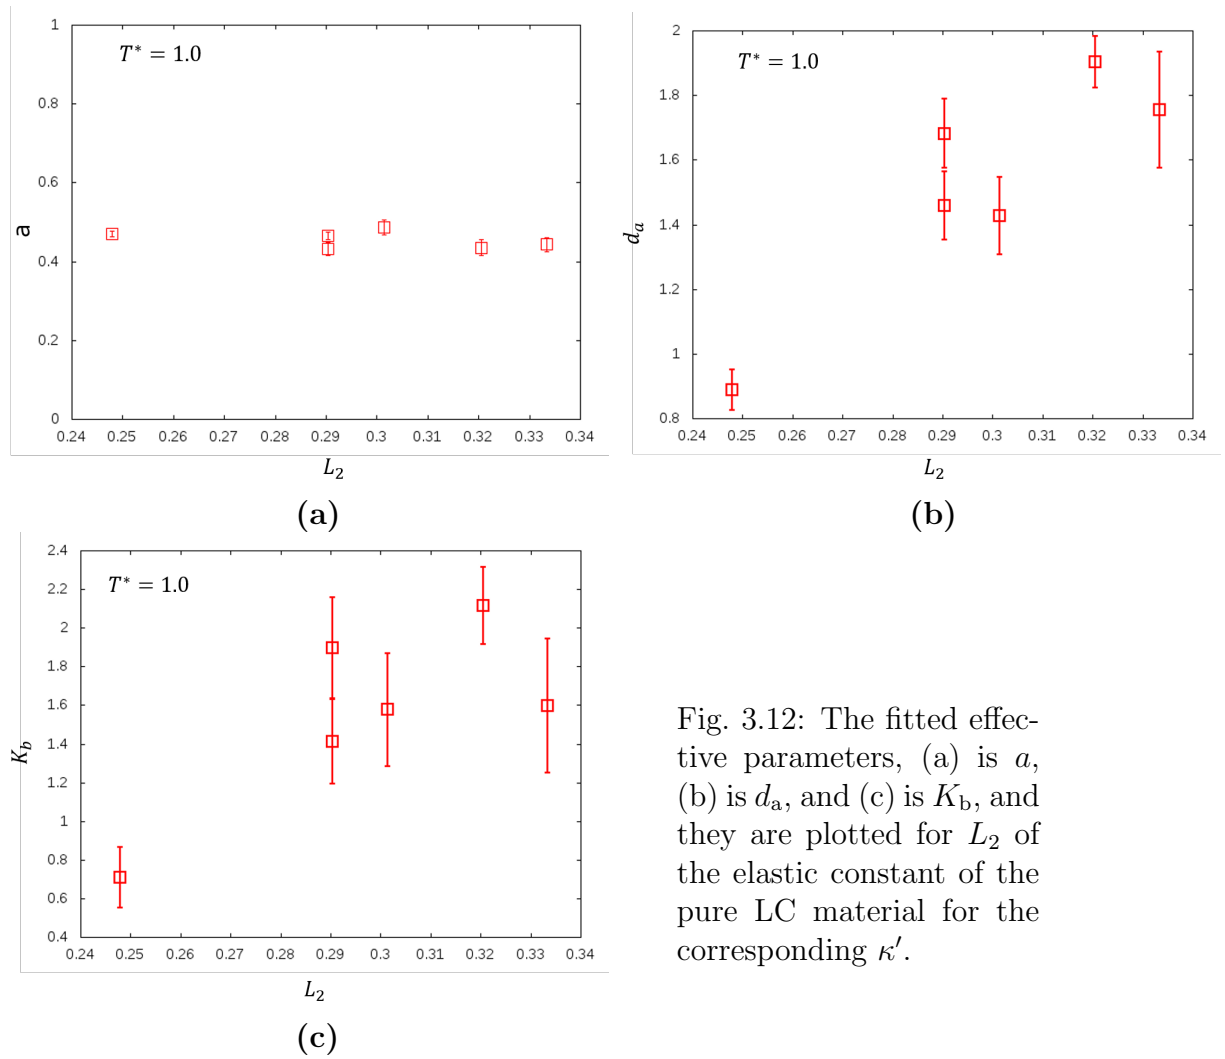 1
0.8
0.6
0.4
0.2
0
a
T* = 1.0
0.24 0.25 0.26 0.27 0.28 0.29 0.3 0.31 0.32 0.33 0.34
L₂
(a)
2
1.8
1.6
1.4
1.2
1
0.8
dₐ
T* = 1.0
0.24 0.25 0.26 0.27 0.28 0.29 0.3 0.31 0.32 0.33 0.34
L₂
(b)
2.4
2.2
2
1.8
1.6
1.4
1.2
1
0.8
0.6
0.4
K_b
T* = 1.0
0.24 0.25 0.26 0.27 0.28 0.29 0.3 0.31 0.32 0.33 0.34
L₂
(c)
Fig. 3.12: The fitted effec-
tive parameters, (a) is a,
(b) is dₐ, and (c) is K_b, and
they are plotted for L₂ of
the elastic constant of the
pure LC material for the
corresponding κ′.